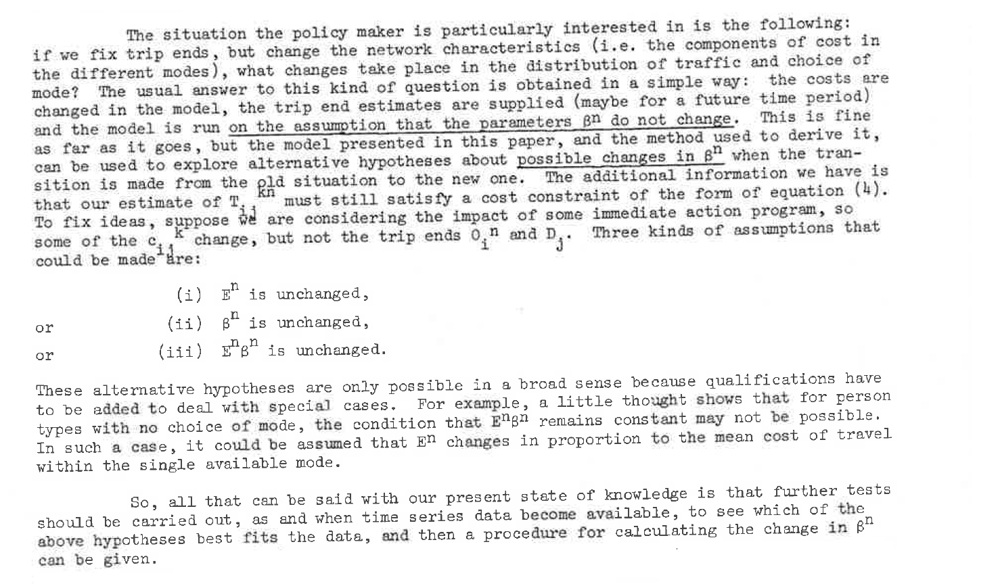 The situation the policy maker is particularly interested in is the following:
if we fix trip ends, but change the network characteristics (i.e. the components of cost in
the different modes), what changes take place in the distribution of traffic and choice of
mode? The usual answer to this kind of question is obtained in a simple way: the costs are
changed in the model, the trip end estimates are supplied (maybe for a future time period)
and the model is run on the assumption that the parameters βⁿ do not change. This is fine
as far as it goes, but the model presented in this paper, and the method used to derive it,
can be used to explore alternative hypotheses about possible changes in βⁿ when the tran-
sition is made from the old situation to the new one. The additional information we have is
that our estimate of Tᵢⱼᵏⁿ must still satisfy a cost constraint of the form of equation (4).
To fix ideas, suppose we are considering the impact of some immediate action program, so
some of the cᵢⱼᵏ change, but not the trip ends Oᵢⁿ and Dⱼ. Three kinds of assumptions that
could be made are:
(i) Eⁿ is unchanged,
or (ii) βⁿ is unchanged,
or (iii) Eⁿβⁿ is unchanged.
These alternative hypotheses are only possible in a broad sense because qualifications have
to be added to deal with special cases. For example, a little thought shows that for person
types with no choice of mode, the condition that Eⁿβⁿ remains constant may not be possible.
In such a case, it could be assumed that Eⁿ changes in proportion to the mean cost of travel
within the single available mode.
So, all that can be said with our present state of knowledge is that further tests
should be carried out, as and when time series data become available, to see which of the
above hypotheses best fits the data, and then a procedure for calculating the change in βⁿ
can be given.